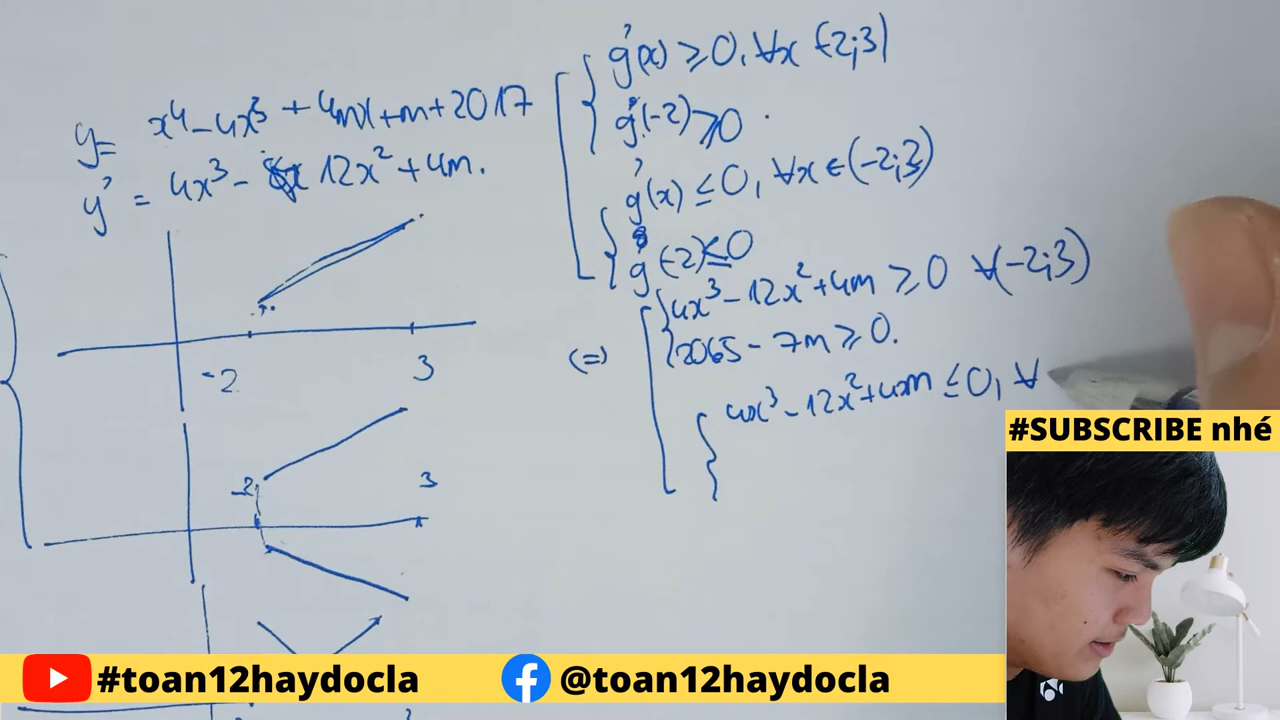 y = x⁴ - 4x³ + 4mx + m + 2017
y' = 4x³ - 12x² + 4m.
-2 3
-2 3
g'(x) ≥ 0, ∀x (-2;3)
g(-2) ≥ 0
g'(x) ≤ 0, ∀x ∈ (-2;3)
g(-2) ≤ 0
4x³ - 12x² + 4m ≥ 0 ∀(-2;3)
(=) 2065 - 7m ≥ 0.
4x³ - 12x² + 4m ≤ 0, ∀
#SUBSCRIBE nhé
#toan12haydocla
@toan12haydocla